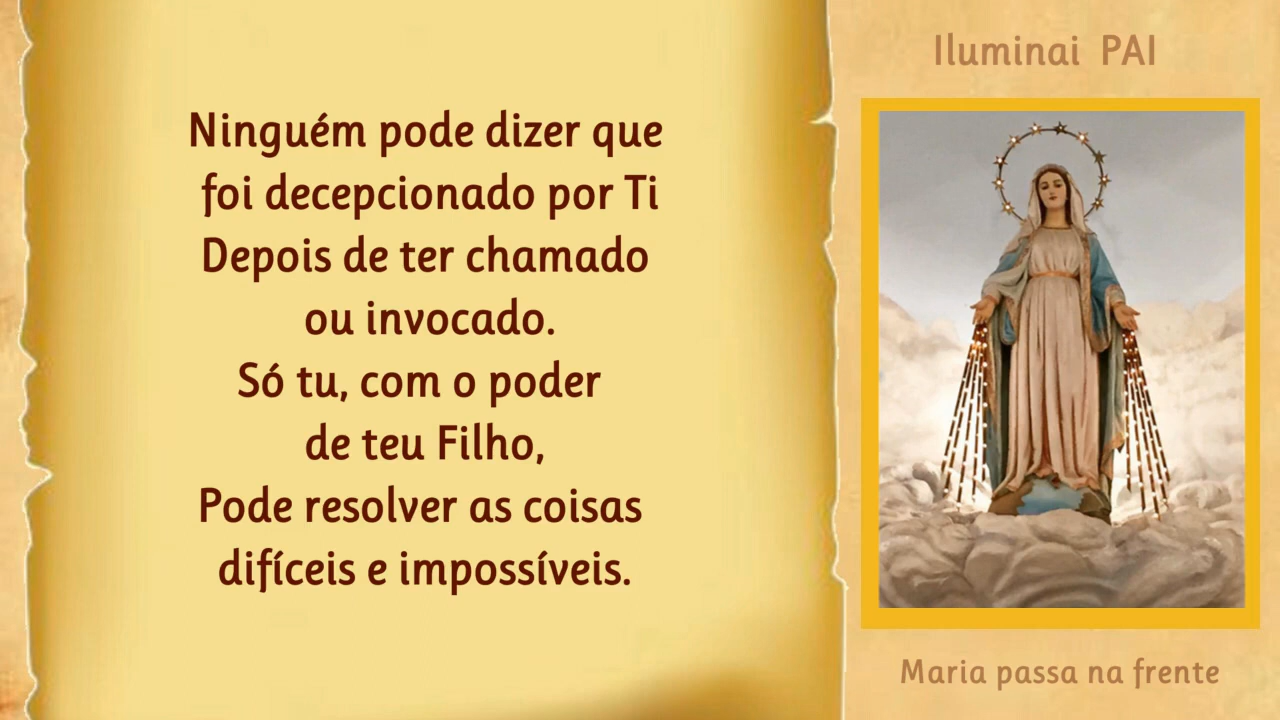 Ninguém pode dizer que
foi decepcionado por Ti
Depois de ter chamado
ou invocado.
Só tu, com o poder
de teu Filho,
Pode resolver as coisas
difíceis e impossíveis.
Iluminai PAI
Maria passa na frente